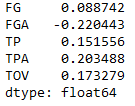 FG     0.088742
FGA   -0.220443
TP     0.151556
TPA    0.203488
TOV    0.173279
dtype: float64